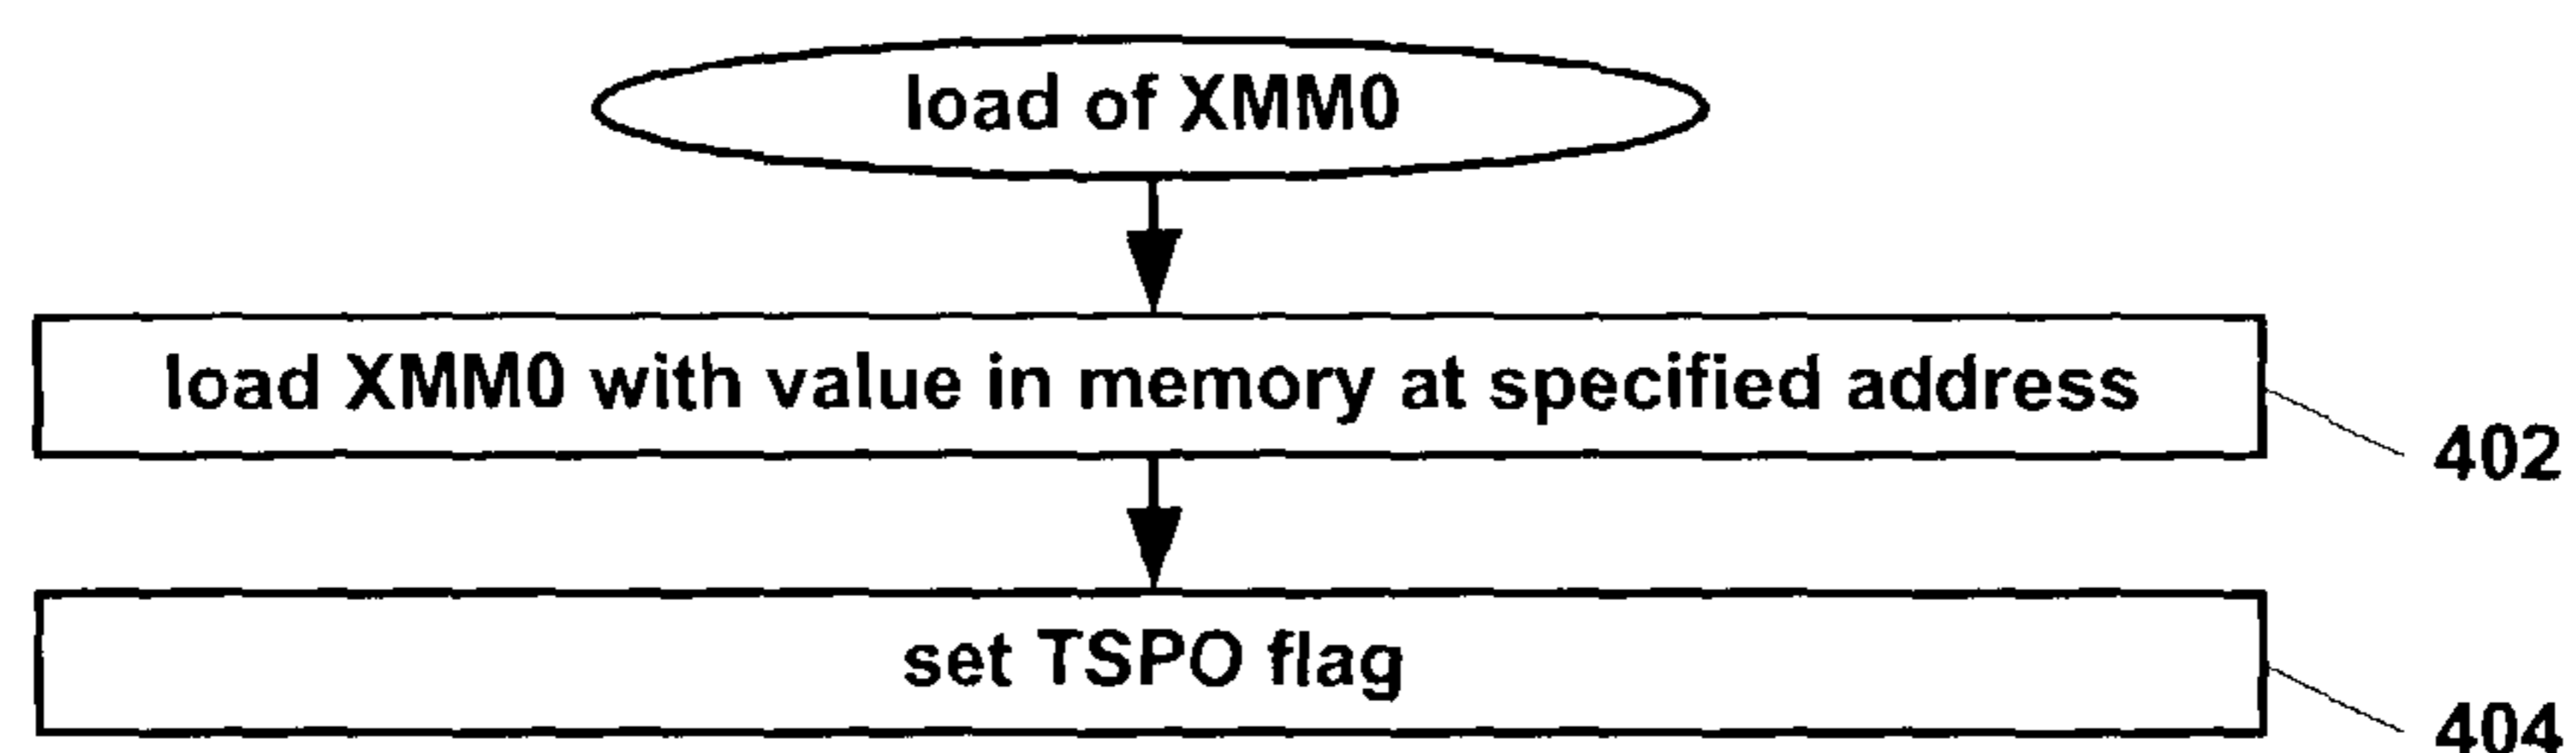 load of XMM0
load XMM0 with value in memory at specified address
402
set TSPO flag
404